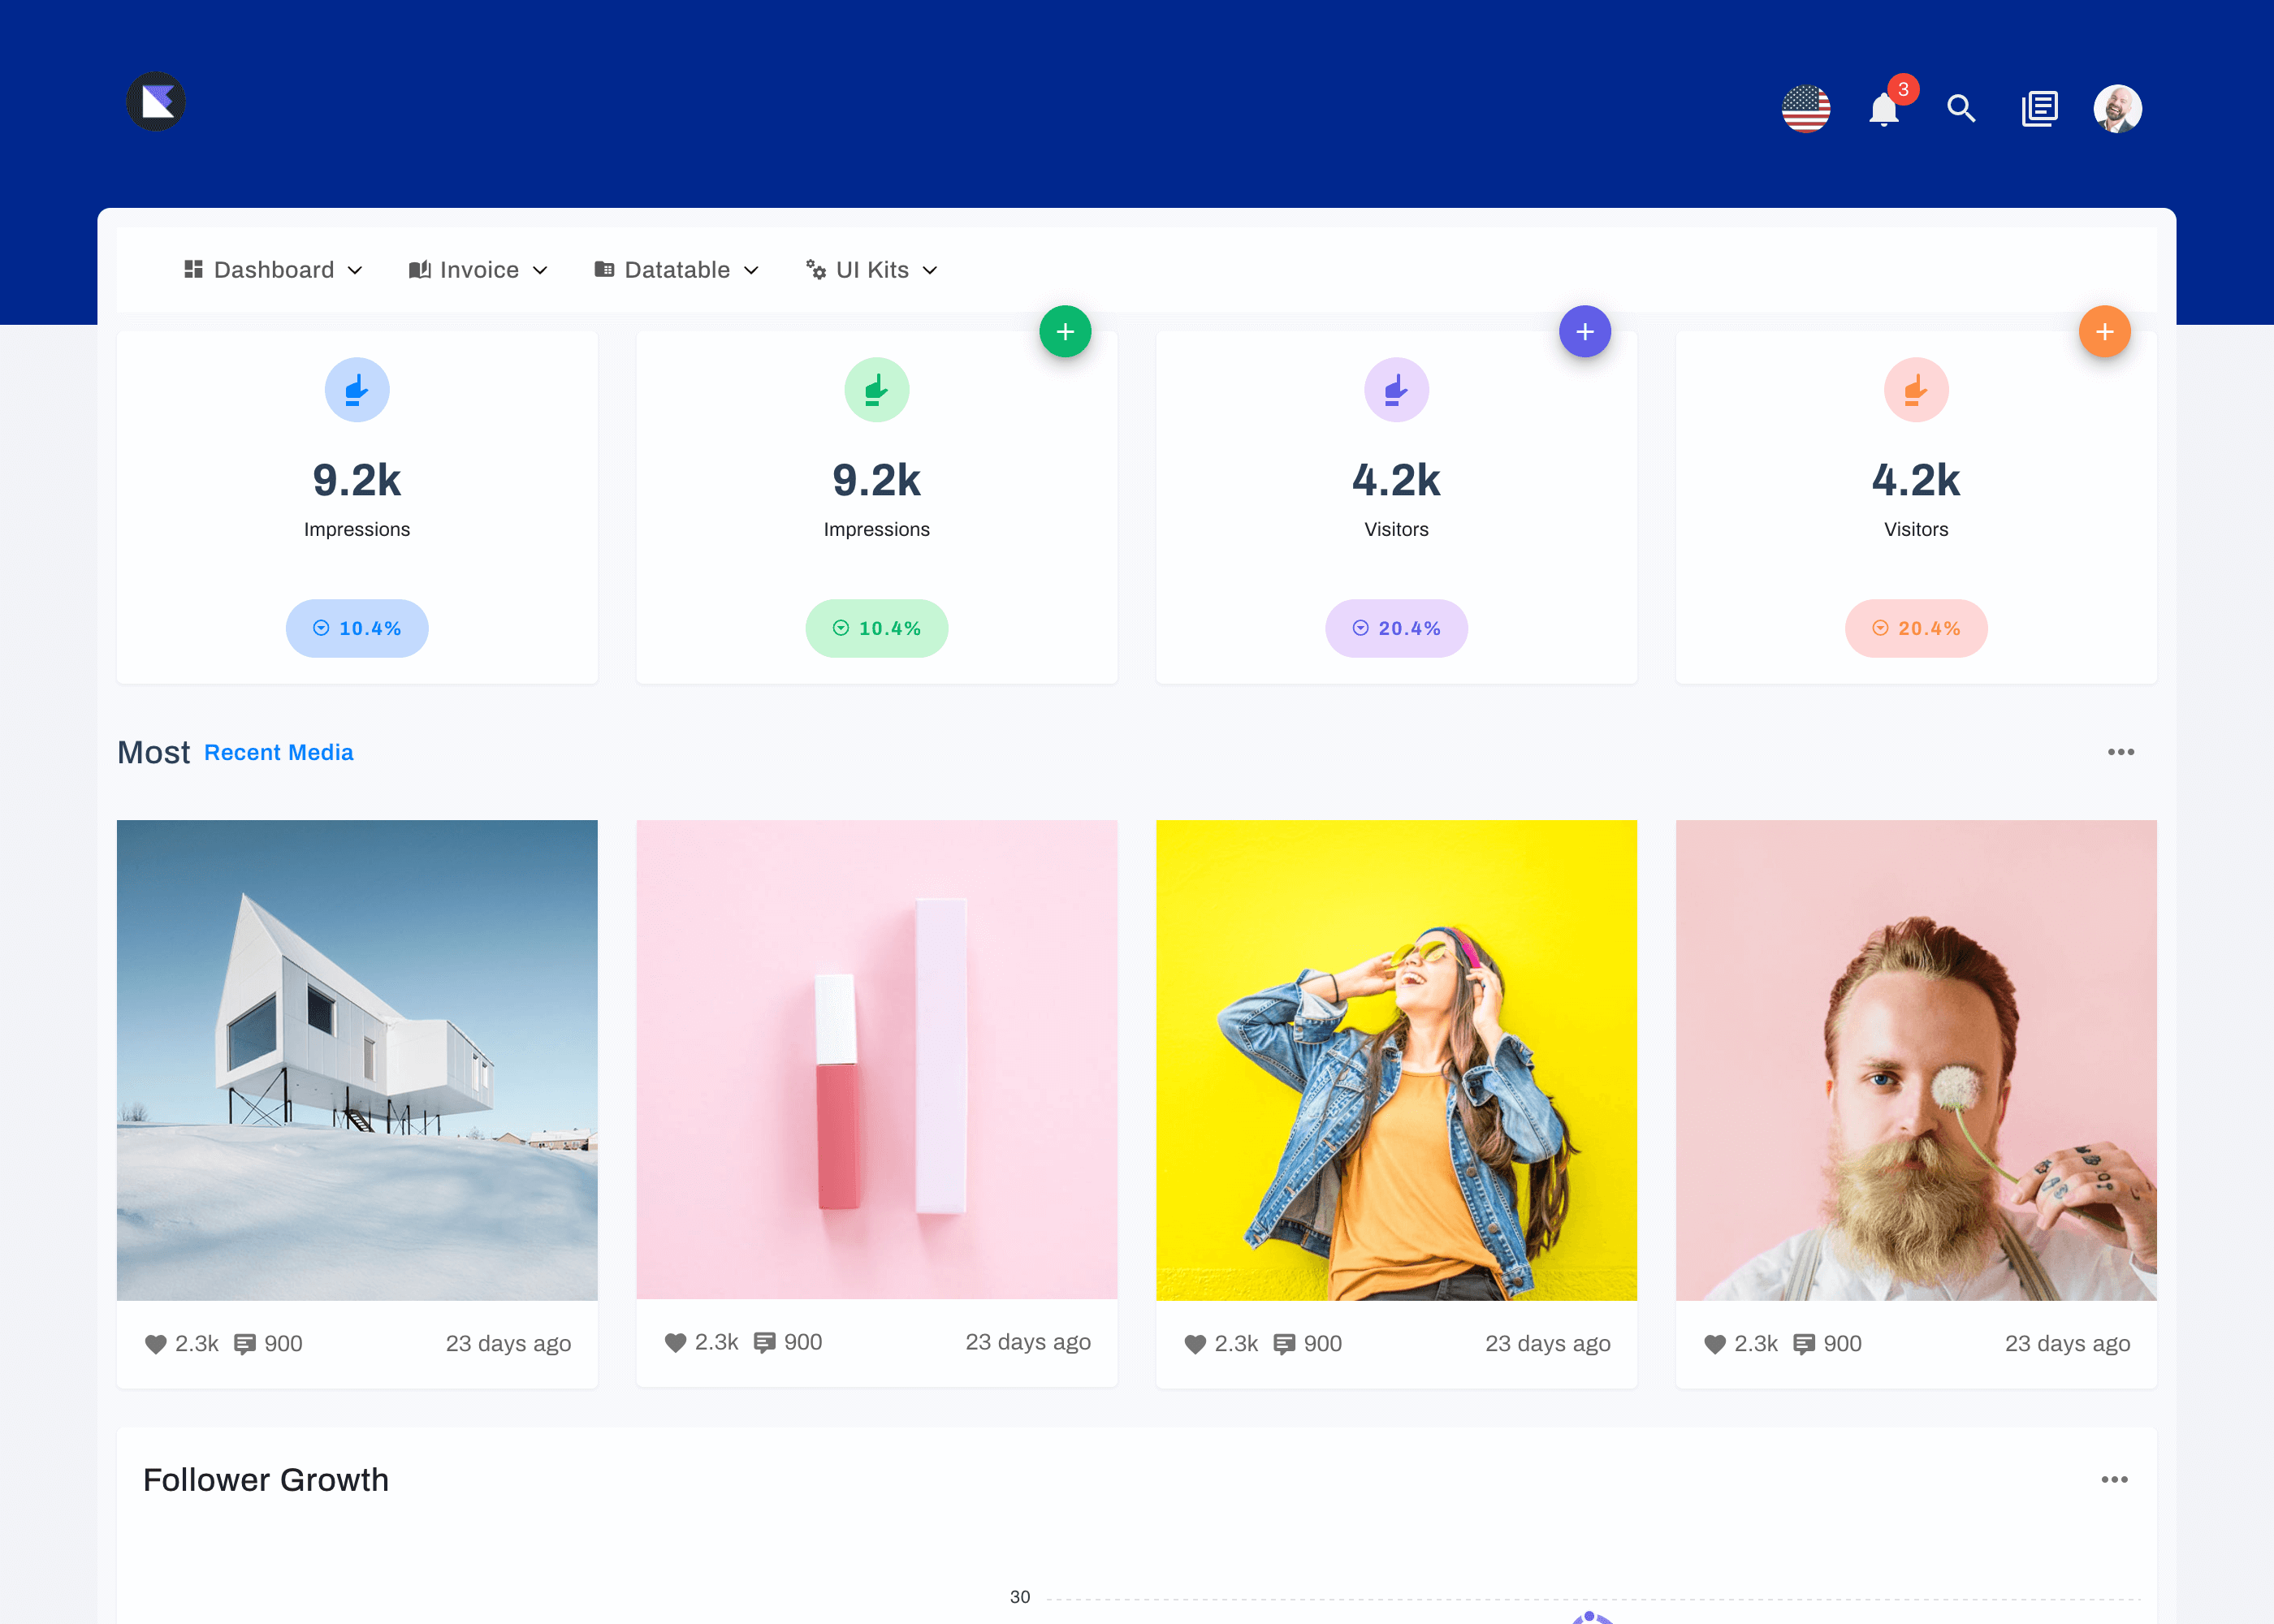 3
Dashboard Invoice Datatable UI Kits
9.2k 9.2k 4.2k 4.2k
Impressions Impressions Visitors Visitors
10.4% 10.4% 20.4% 20.4%
Most Recent Media
2.3k 900 23 days ago 2.3k 900 23 days ago 2.3k 900 23 days ago 2.3k 900 23 days ago
Follower Growth
30